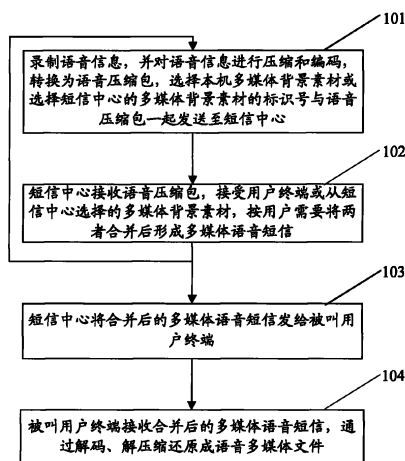 101
录制语音信息，并对语音信息进行压缩和编码，
转换为语音压缩包，选择本机多媒体背景素材或
选择短信中心的多媒体背景素材的标识号与语音
压缩包一起发送至短信中心
102
短信中心接收语音压缩包，接受用户终端或从短
信中心选择的多媒体背景素材，按用户需要将两
者合并后形成多媒体语音短信
103
短信中心将合并后的多媒体语音短信发给被叫用
户终端
104
被叫用户终端接收合并后的多媒体语音短信，通
过解码、解压缩还原成语音多媒体文件